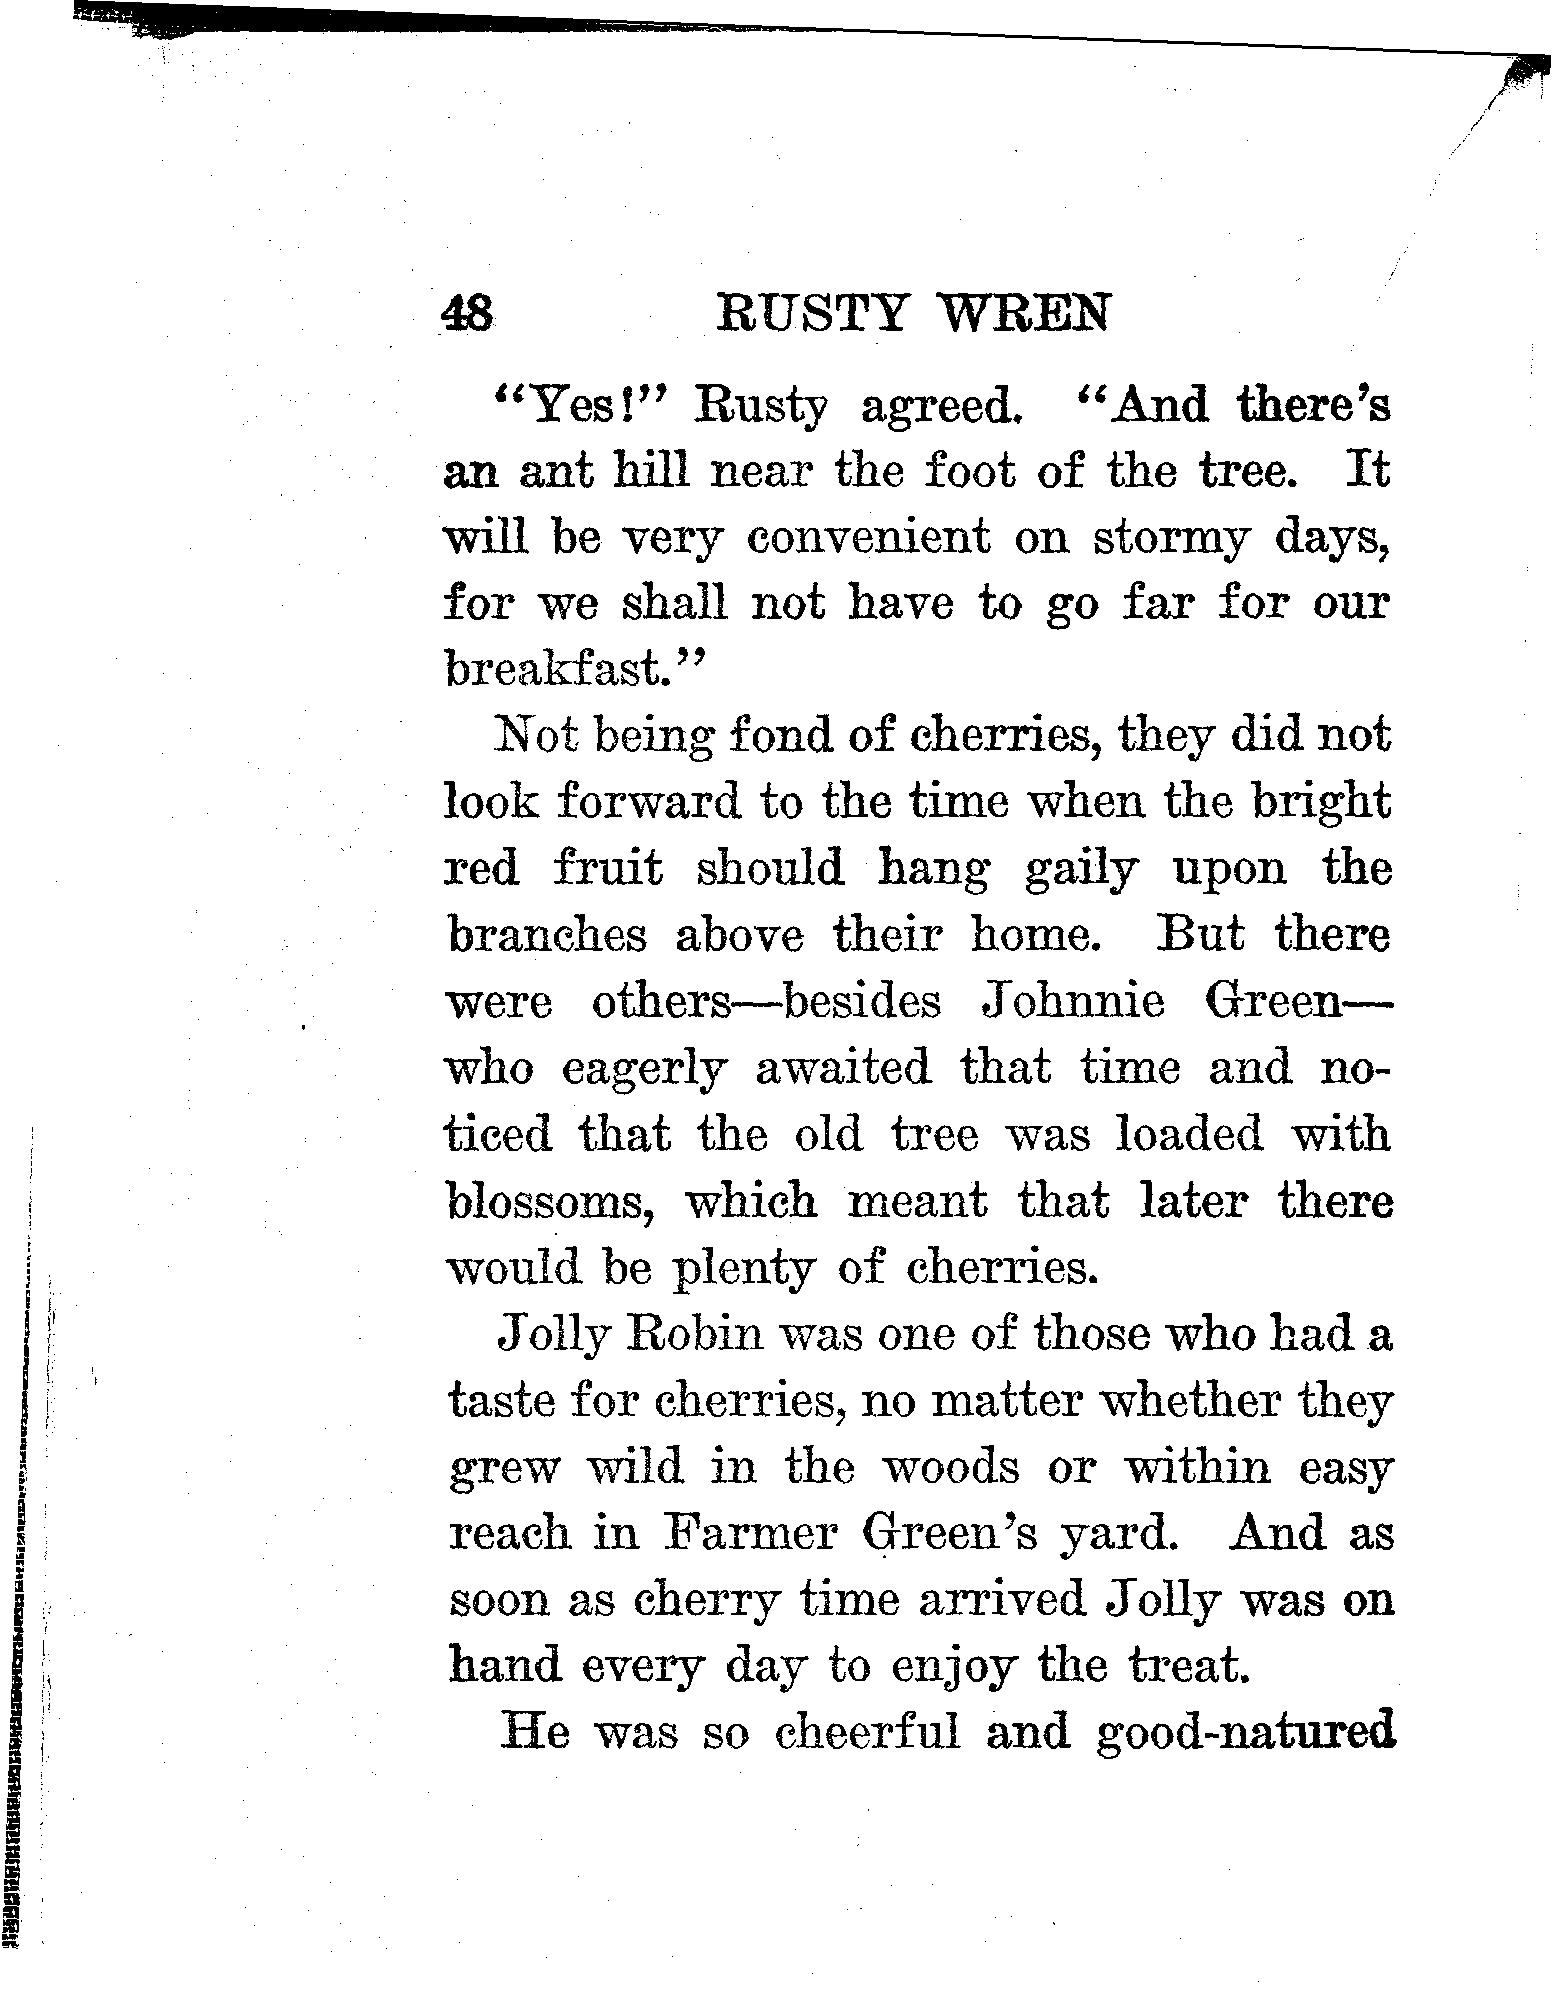 48 RUSTY WREN
"Yes!" Rusty agreed. "And there's
an ant hill near the foot of the tree. It
will be very convenient on stormy days,
for we shall not have to go far for our
breakfast."
Not being fond of cherries, they did not
look forward to the time when the bright
red fruit should hang gaily upon the
branches above their home. But there
were others—besides Johnnie Green—
who eagerly awaited that time and no-
ticed that the old tree was loaded with
blossoms, which meant that later there
would be plenty of cherries.
Jolly Robin was one of those who had a
taste for cherries, no matter whether they
grew wild in the woods or within easy
reach in Farmer Green's yard. And as
soon as cherry time arrived Jolly was on
hand every day to enjoy the treat.
He was so cheerful and good-natured